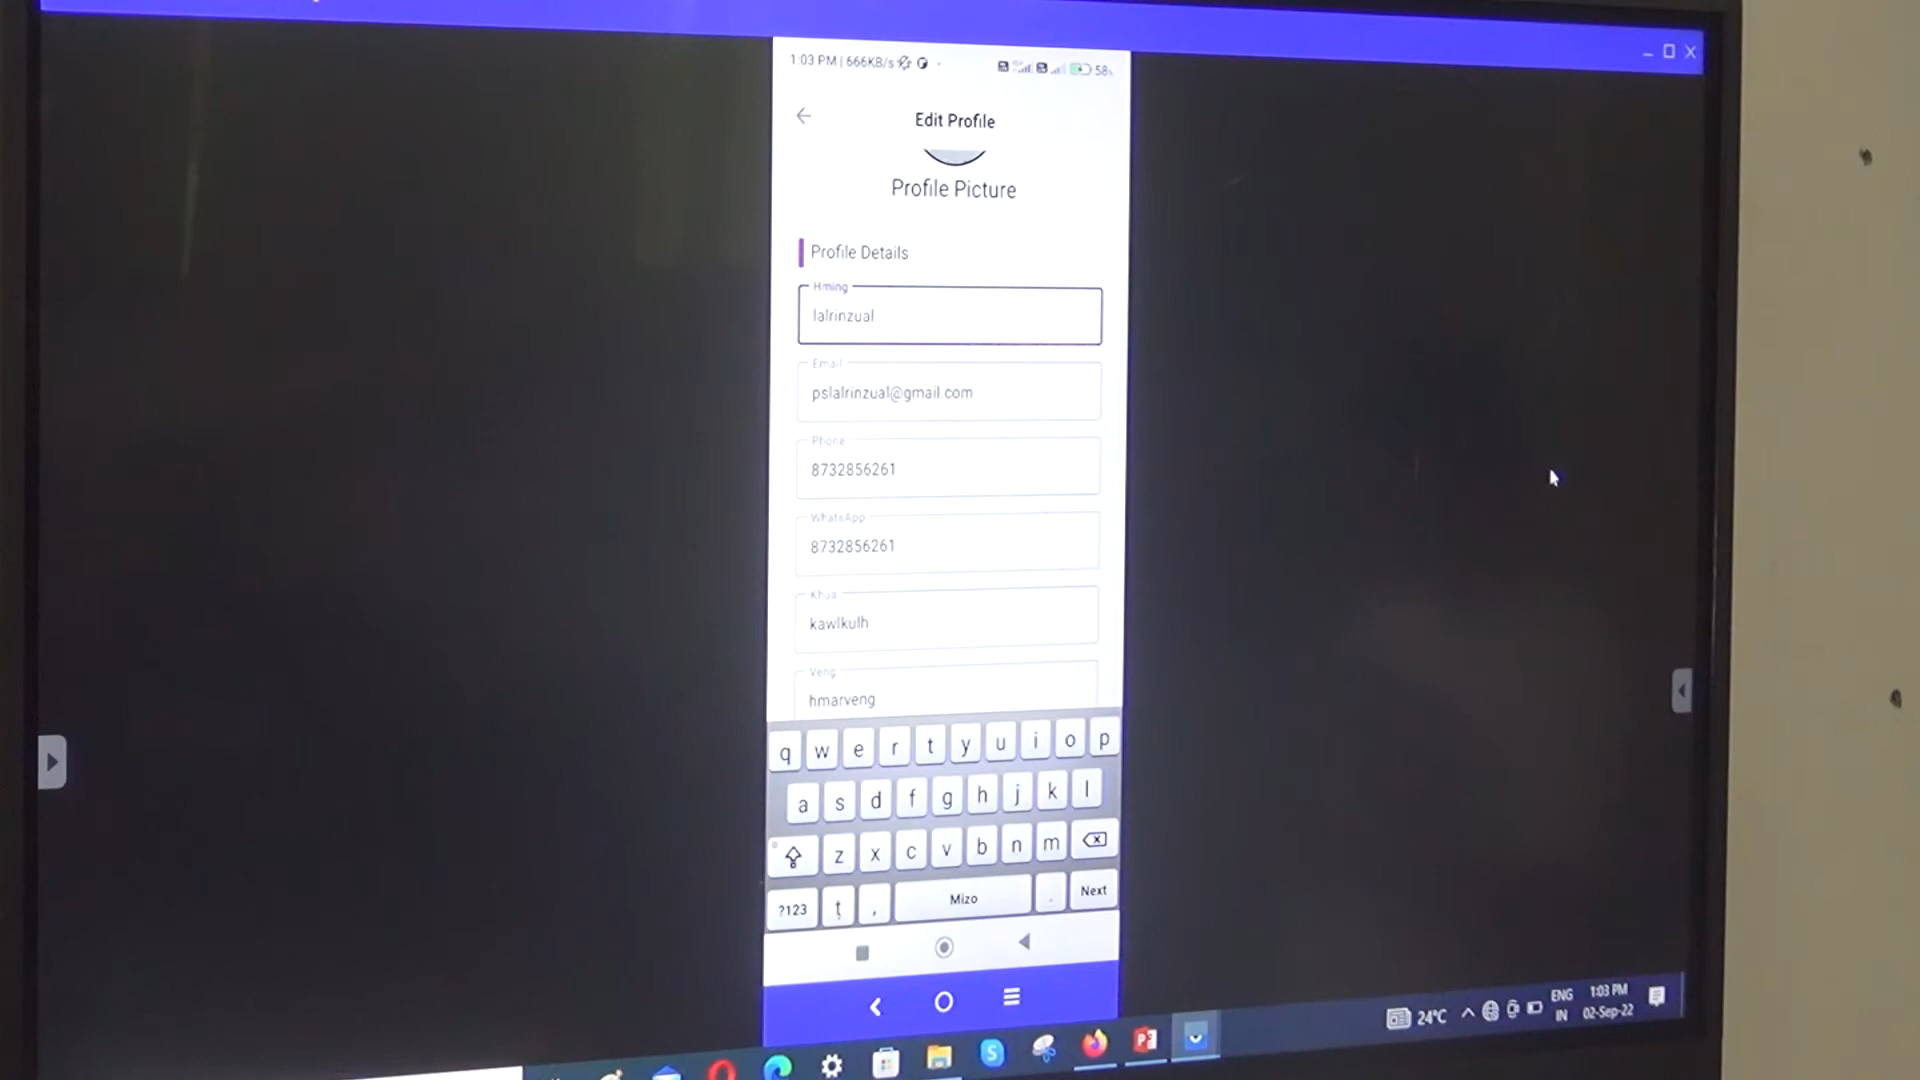 1:03 PM | 666KB/s
58%
Edit Profile
Profile Picture
Profile Details
Hming
lalrinzual
Email
pslalrinzual@gmail.com
Phone
8732856261
WhatsApp
8732856261
Khua
kawlkulh
Veng
hmarveng
q w e r t y u i o p
a s d f g h j k l
z x c v b n m
?123 ṭ , Mizo . Next
24°C
ENG
IN
1:03 PM
02-Sep-22